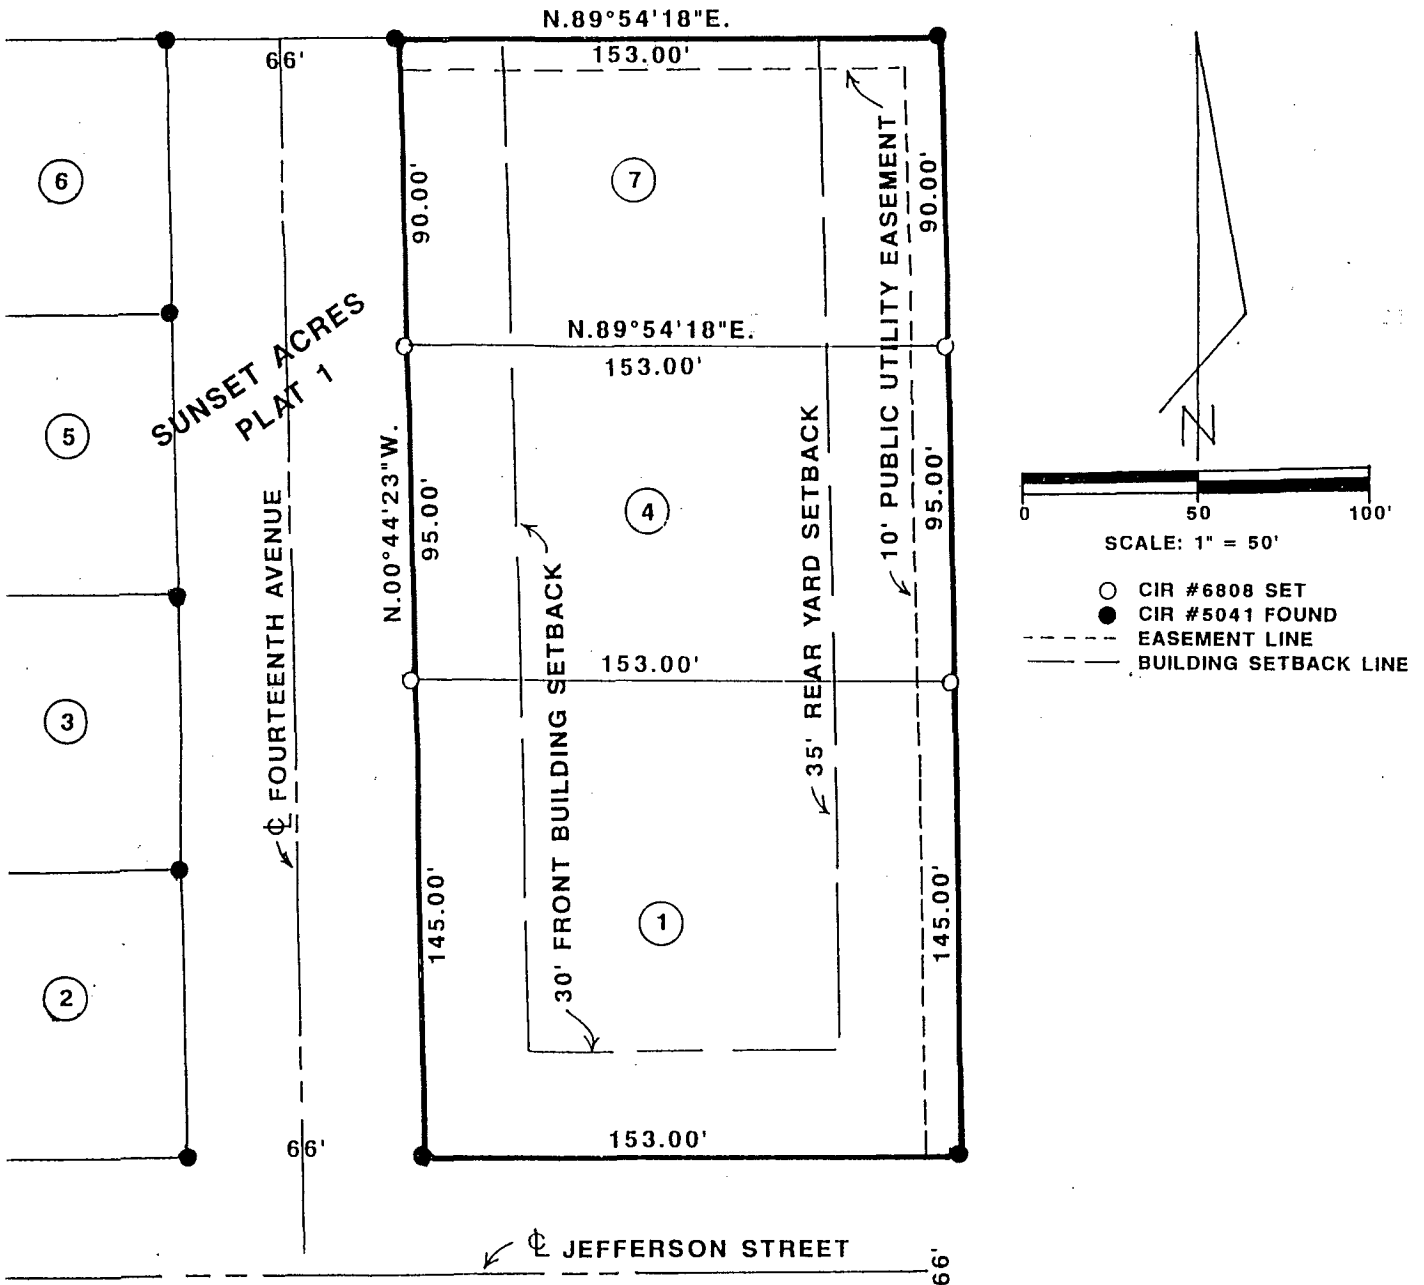 N.89°54'18"E.
153.00'
66'
6
7
90.00'
90.00'
10' PUBLIC UTILITY EASEMENT
SUNSET ACRES
PLAT 1
N.89°54'18"E.
153.00'
5
4
N.00°44'23"W.
95.00'
95.00'
℄ FOURTEENTH AVENUE
30' FRONT BUILDING SETBACK
35' REAR YARD SETBACK
153.00'
3
1
2
145.00'
145.00'
66'
153.00'
℄ JEFFERSON STREET
66'
N
0 50 100'
SCALE: 1" = 50'
CIR #6808 SET
CIR #5041 FOUND
EASEMENT LINE
BUILDING SETBACK LINE